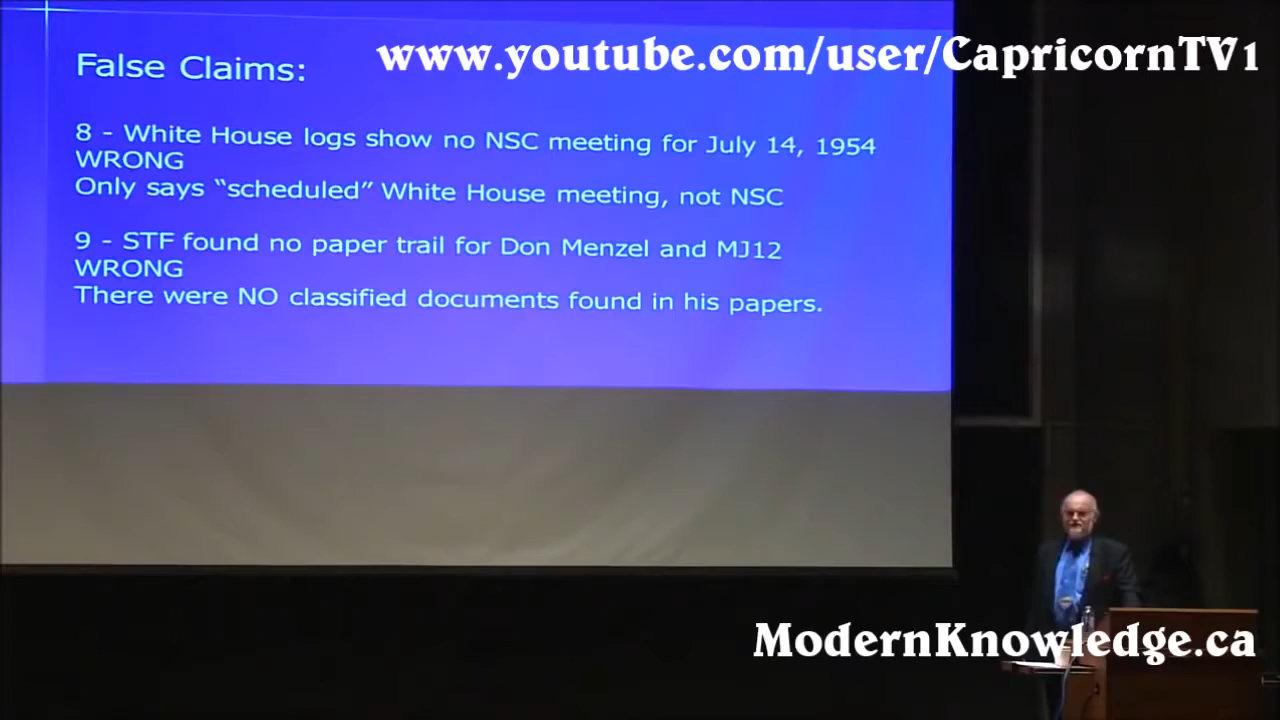 www.youtube.com/user/CapricornTV1
False Claims:
8 - White House logs show no NSC meeting for July 14, 1954
WRONG
Only says “scheduled” White House meeting, not NSC
9 - STF found no paper trail for Don Menzel and MJ12
WRONG
There were NO classified documents found in his papers.
ModernKnowledge.ca